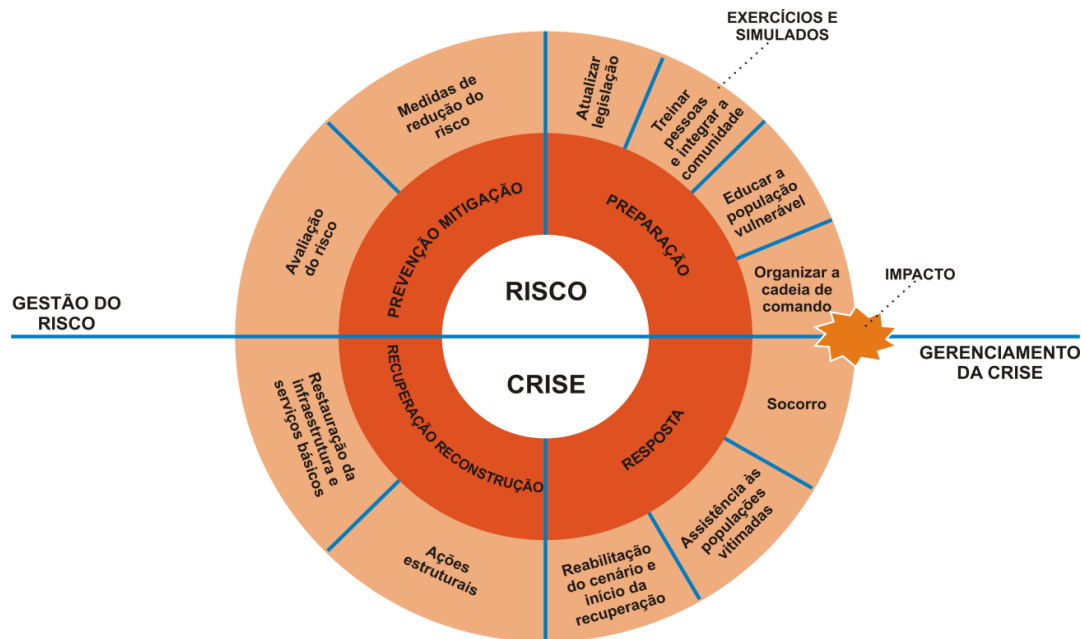 EXERCÍCIOS E
SIMULADOS
Medidas de
redução do
risco
Atualizar
legislação
Treinar
pessoas
e integrar a
comunidade
Educar a
população
vulnerável
Avaliação
do risco
PREVENÇÃO MITIGAÇÃO
PREPARAÇÃO
Organizar a
cadeia de
comando
IMPACTO
RISCO
GESTÃO DO
RISCO
GERENCIAMENTO
DA CRISE
CRISE
Restauração da
infraestrutura e
serviços básicos
RECUPERAÇÃO RECONSTRUÇÃO
RESPOSTA
Socorro
Assistência às
populações
vitimadas
Ações
estruturais
Reabilitação
do cenário e
início da
recuperação